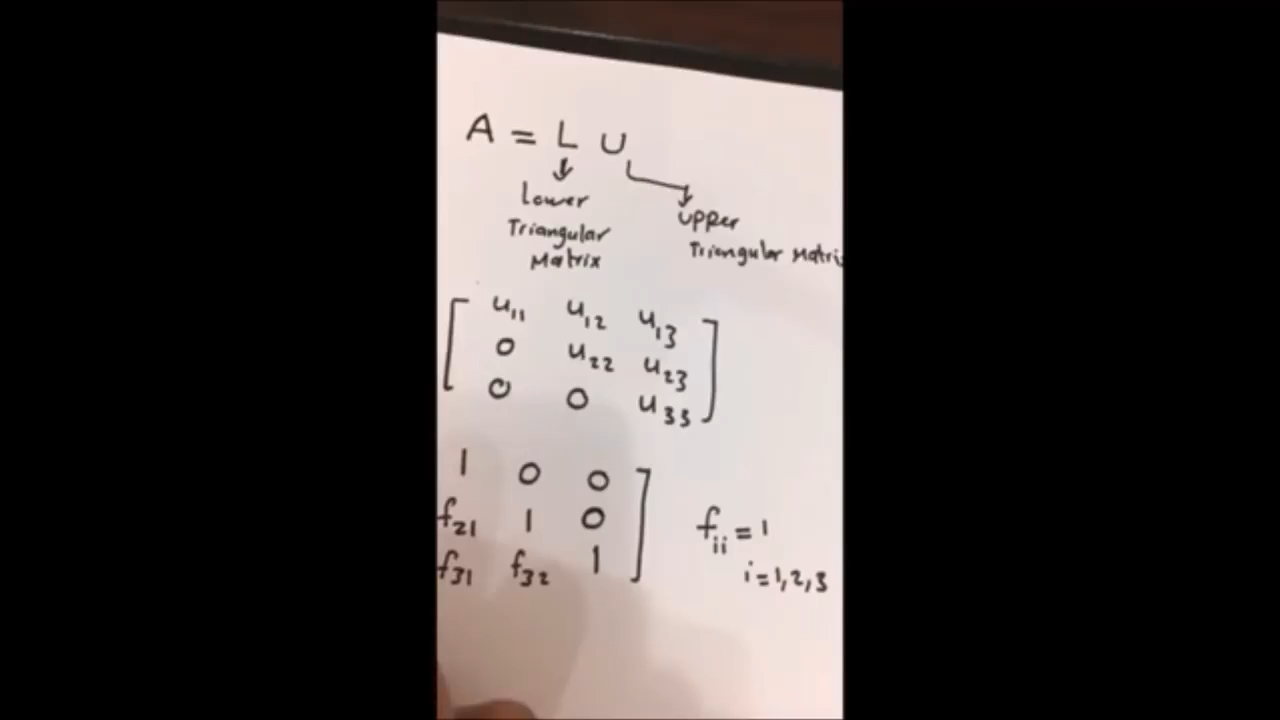 A = L U
Lower
Triangular
Matrix
upper
Triangular Matri
u11 u12 u13
0 u22 u23
0 0 u33
1 0 0
f21 1 0
f31 f32 1
fii = 1
i=1,2,3